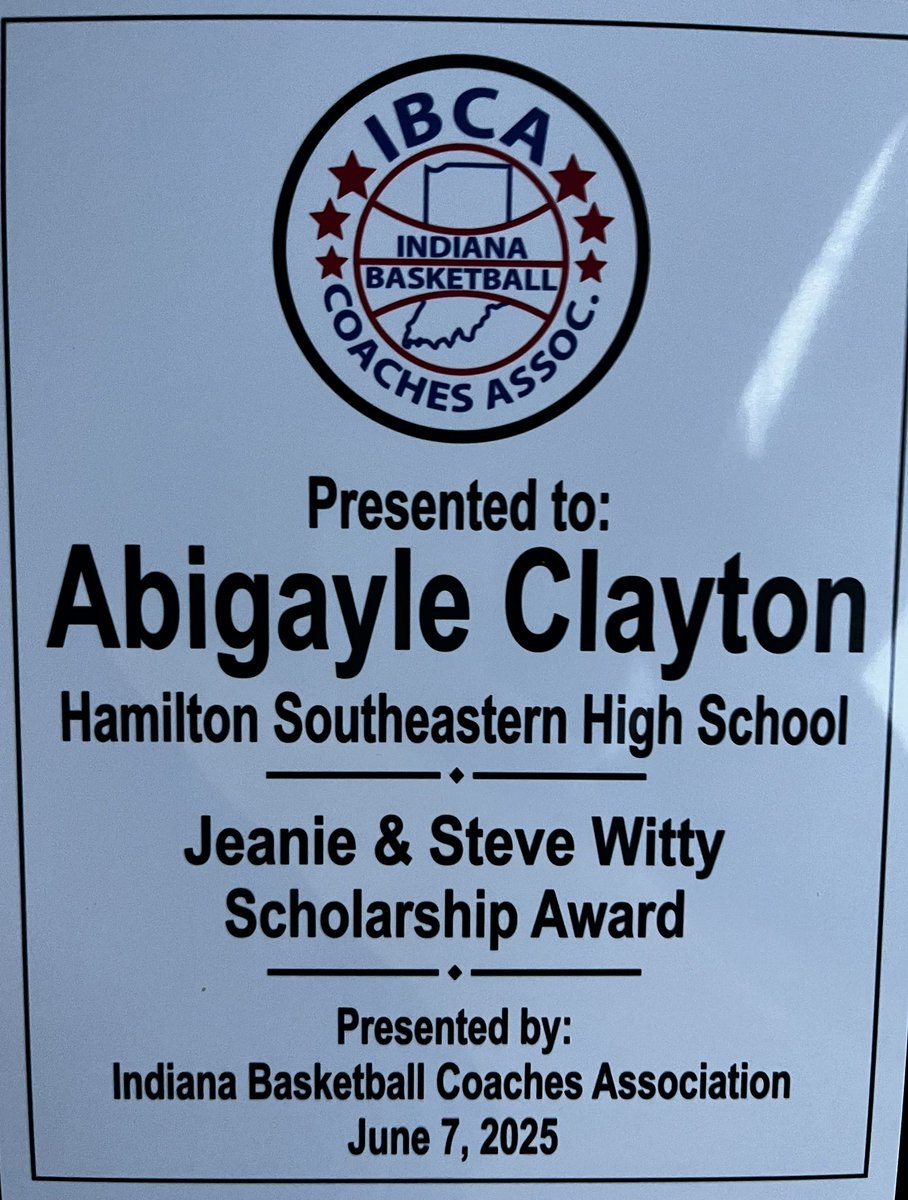 IBCA
INDIANA
BASKETBALL
COACHES ASSOC.
Presented to:
Abigayle Clayton
Hamilton Southeastern High School
Jeanie & Steve Witty
Scholarship Award
Presented by:
Indiana Basketball Coaches Association
June 7, 2025